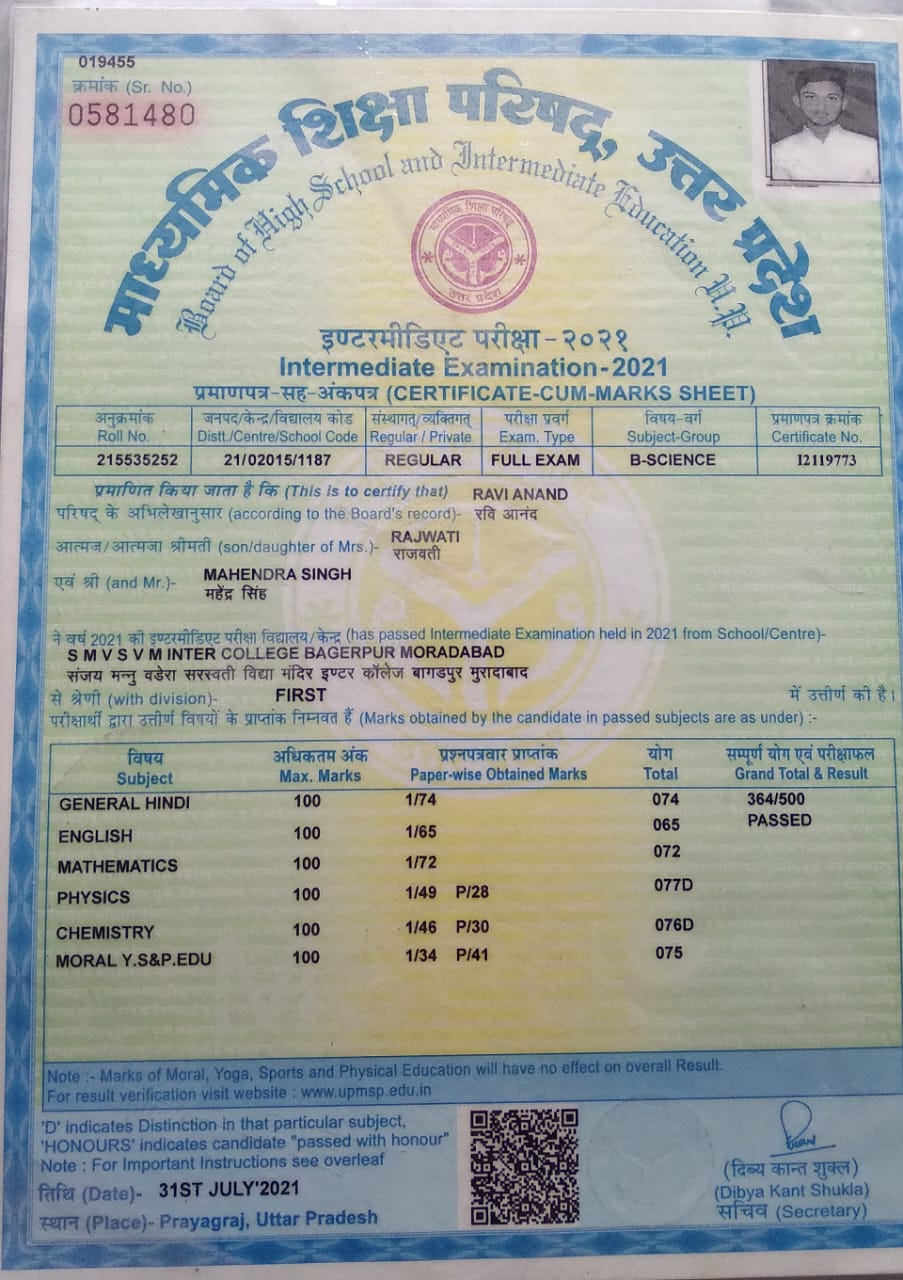 019455
क्रमांक (Sr. No.)
0581480
माध्यमिक शिक्षा परिषद्, उत्तर प्रदेश
Board of High School and Intermediate Education U.P.
माध्यमिक शिक्षा परिषद्
उत्तर प्रदेश
इण्टरमीडिएट परीक्षा - २०२१
Intermediate Examination - 2021
प्रमाणपत्र-सह-अंकपत्र (CERTIFICATE-CUM-MARKS SHEET)
अनुक्रमांक जनपद/केन्द्र/विद्यालय कोड संस्थागत/व्यक्तिगत् परीक्षा प्रवर्ग विषय-वर्ग प्रमाणपत्र क्रमांक
Roll No. Distt./Centre/School Code Regular / Private Exam. Type Subject-Group Certificate No.
215535252 21/02015/1187 REGULAR FULL EXAM B-SCIENCE I2119773
प्रमाणित किया जाता है कि (This is to certify that) RAVI ANAND
परिषद् के अभिलेखानुसार (according to the Board's record)- रवि आनंद
आत्मज/आत्मजा श्रीमती (son/daughter of Mrs.)- RAJWATI
राजवती
एवं श्री (and Mr.)- MAHENDRA SINGH
महेंद्र सिंह
ने वर्ष 2021 की इण्टरमीडिएट परीक्षा विद्यालय/केन्द्र (has passed Intermediate Examination held in 2021 from School/Centre)-
S M V S V M INTER COLLEGE BAGERPUR MORADABAD
संजय मन्नु वडेरा सरस्वती विद्या मंदिर इण्टर कॉलेज बागडपुर मुरादाबाद
से श्रेणी (with division)- FIRST में उत्तीर्ण की है।
परीक्षार्थी द्वारा उत्तीर्ण विषयों के प्राप्तांक निम्नवत हैं (Marks obtained by the candidate in passed subjects are as under) :-
विषय अधिकतम अंक प्रश्नपत्रवार प्राप्तांक योग सम्पूर्ण योग एवं परीक्षाफल
Subject Max. Marks Paper-wise Obtained Marks Total Grand Total & Result
GENERAL HINDI 100 1/74 074 364/500
PASSED
ENGLISH 100 1/65 065
MATHEMATICS 100 1/72 072
PHYSICS 100 1/49 P/28 077D
CHEMISTRY 100 1/46 P/30 076D
MORAL Y.S&P.EDU 100 1/34 P/41 075
Note :- Marks of Moral, Yoga, Sports and Physical Education will have no effect on overall Result.
For result verification visit website : www.upmsp.edu.in
'D' indicates Distinction in that particular subject,
'HONOURS' indicates candidate "passed with honour"
Note : For Important Instructions see overleaf
तिथि (Date)- 31ST JULY'2021
स्थान (Place)- Prayagraj, Uttar Pradesh
(दिब्य कान्त शुक्ल)
(Dibya Kant Shukla)
सचिव (Secretary)